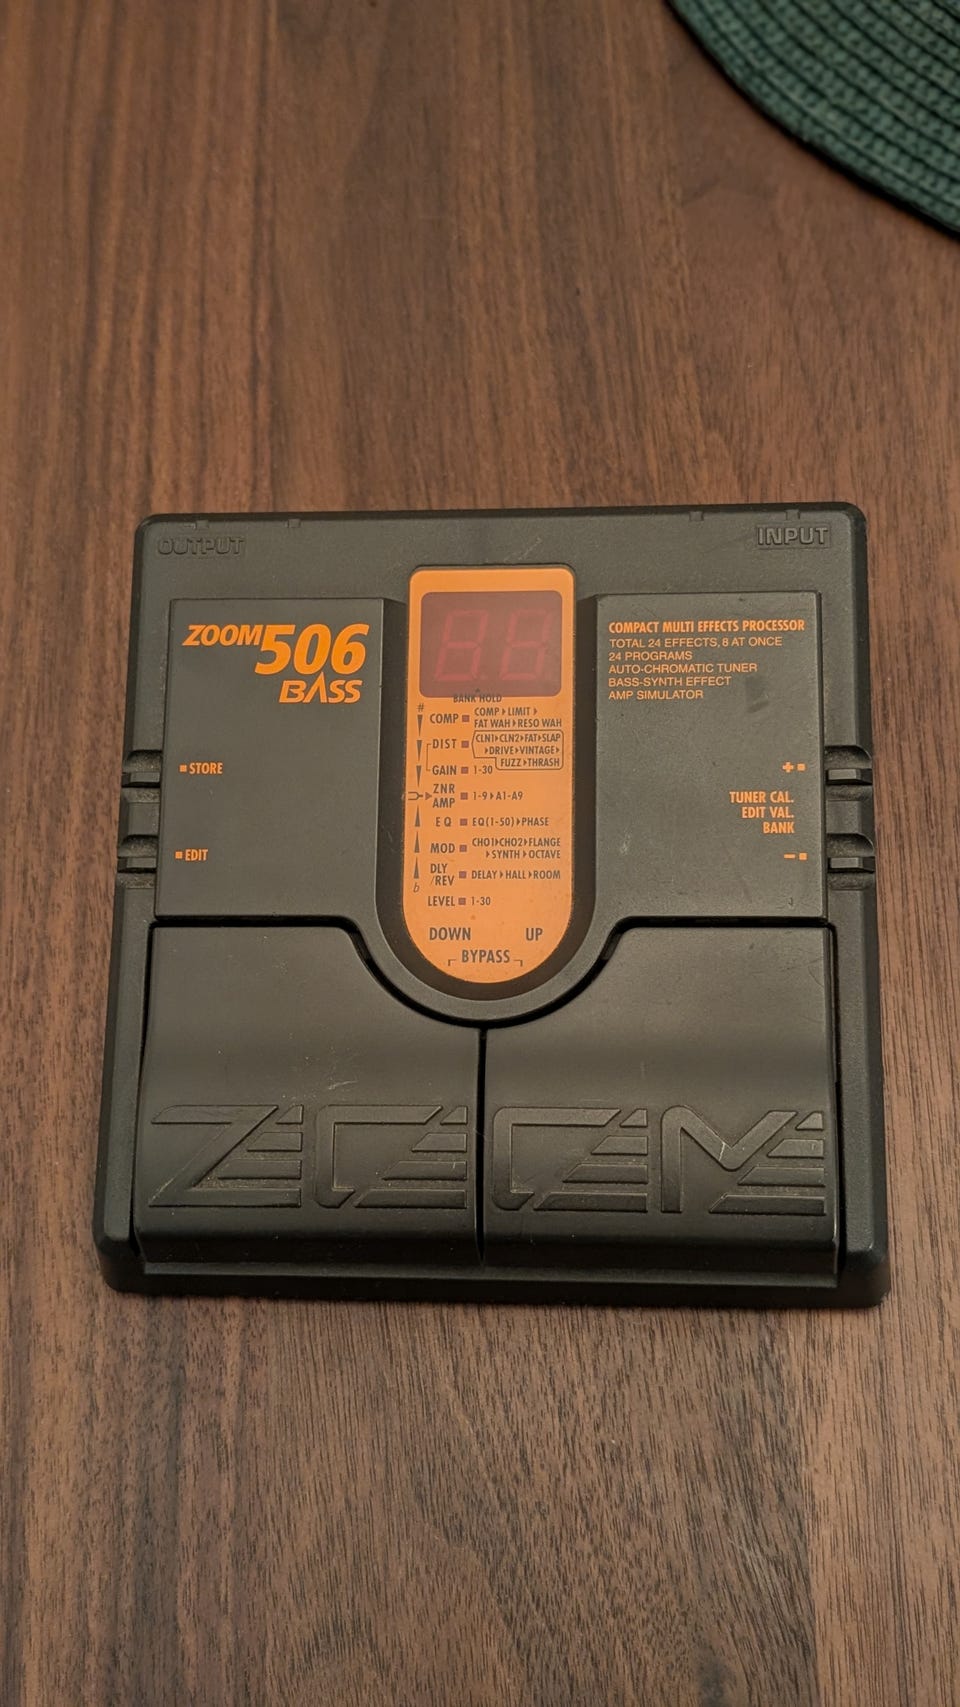 OUTPUT
INPUT
ZOOM 506
BASS
COMPACT MULTI EFFECTS PROCESSOR
TOTAL 24 EFFECTS, 8 AT ONCE
24 PROGRAMS
AUTO-CHROMATIC TUNER
BASS-SYNTH EFFECT
AMP SIMULATOR
8.8.
BANK HOLD
#
COMP COMP LIMIT
FAT WAH RESO WAH
DIST CLN1 CLN2 FAT SLAP
DRIVE VINTAGE
FUZZ THRASH
GAIN 1-30
ZNR
AMP 1-9 A1-A9
EQ EQ(1-50) PHASE
MOD CHO1 CHO2 FLANGE
SYNTH OCTAVE
DLY
/REV DELAY HALL ROOM
b
LEVEL 1-30
DOWN UP
BYPASS
STORE
EDIT
+
TUNER CAL.
EDIT VAL.
BANK
-
ZOOM